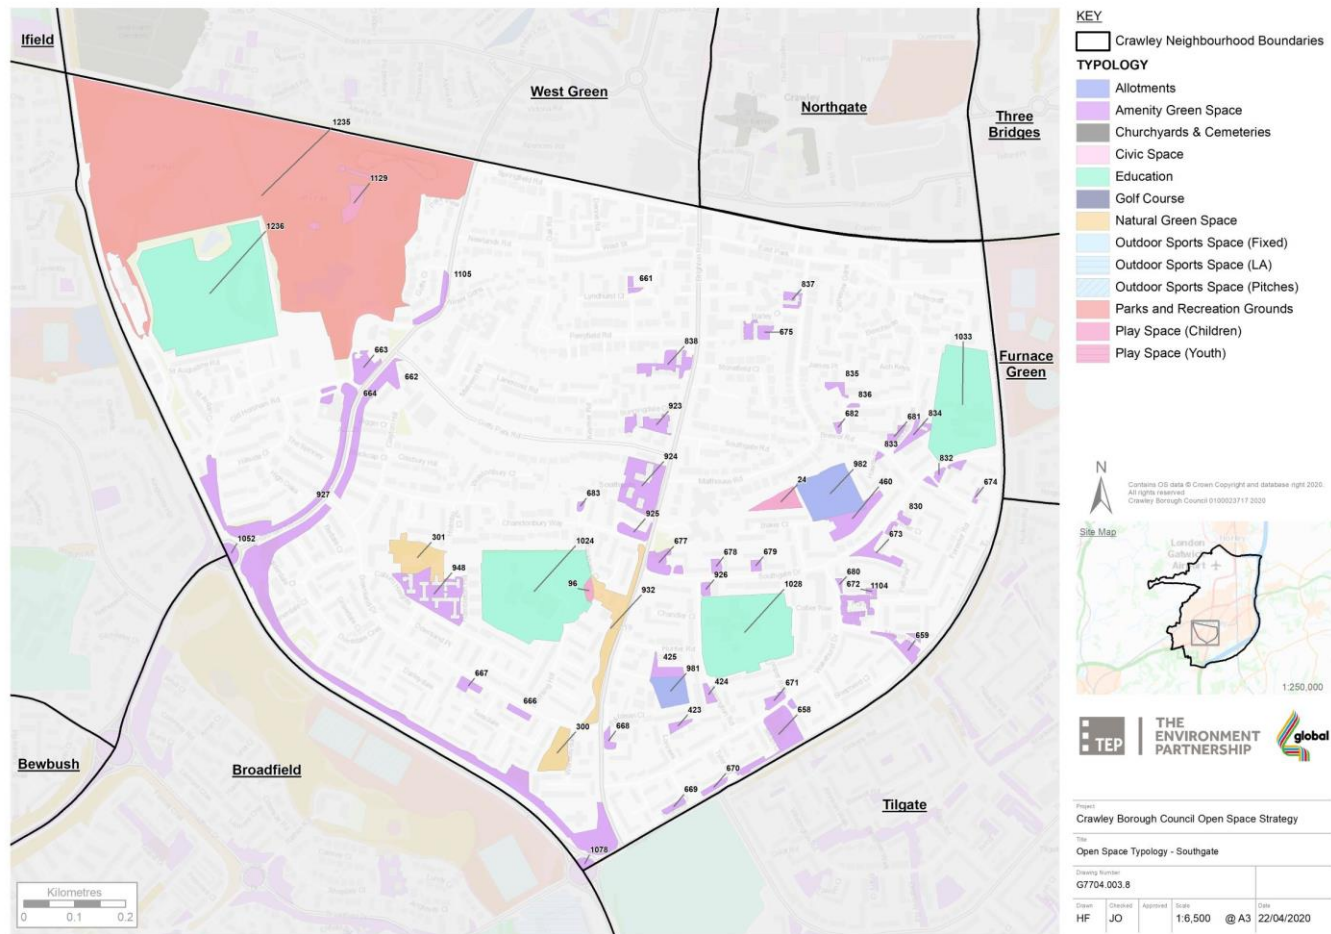 Ifield
West Green
Northgate
Three
Bridges
1235
1129
1236
1105
661
837
675
838
1033
Furnace
Green
663
662
664
835
836
923
682
681
834
833
924
982
832
24
460
674
927
683
925
830
673
1052
301
1024
677
678
679
948
96
932
926
1028
680
672
1104
659
425
981
667
424
671
666
423
658
300
668
670
669
Bewbush
Broadfield
Tilgate
1078
Kilometres
0 0.1 0.2
KEY
Crawley Neighbourhood Boundaries
TYPOLOGY
Allotments
Amenity Green Space
Churchyards & Cemeteries
Civic Space
Education
Golf Course
Natural Green Space
Outdoor Sports Space (Fixed)
Outdoor Sports Space (LA)
Outdoor Sports Space (Pitches)
Parks and Recreation Grounds
Play Space (Children)
Play Space (Youth)
N
Contains OS data © Crown Copyright and database right 2020.
All rights reserved
Crawley Borough Council 0100023717 2020
Site Map
London
Gatwick
Airport
1:250,000
TEP
THE
ENVIRONMENT
PARTNERSHIP
global
Project
Crawley Borough Council Open Space Strategy
Title
Open Space Typology - Southgate
Drawing Number
G7704.003.8
Drawn Checked Approved Scale Date
HF JO 1:6,500 @ A3 22/04/2020